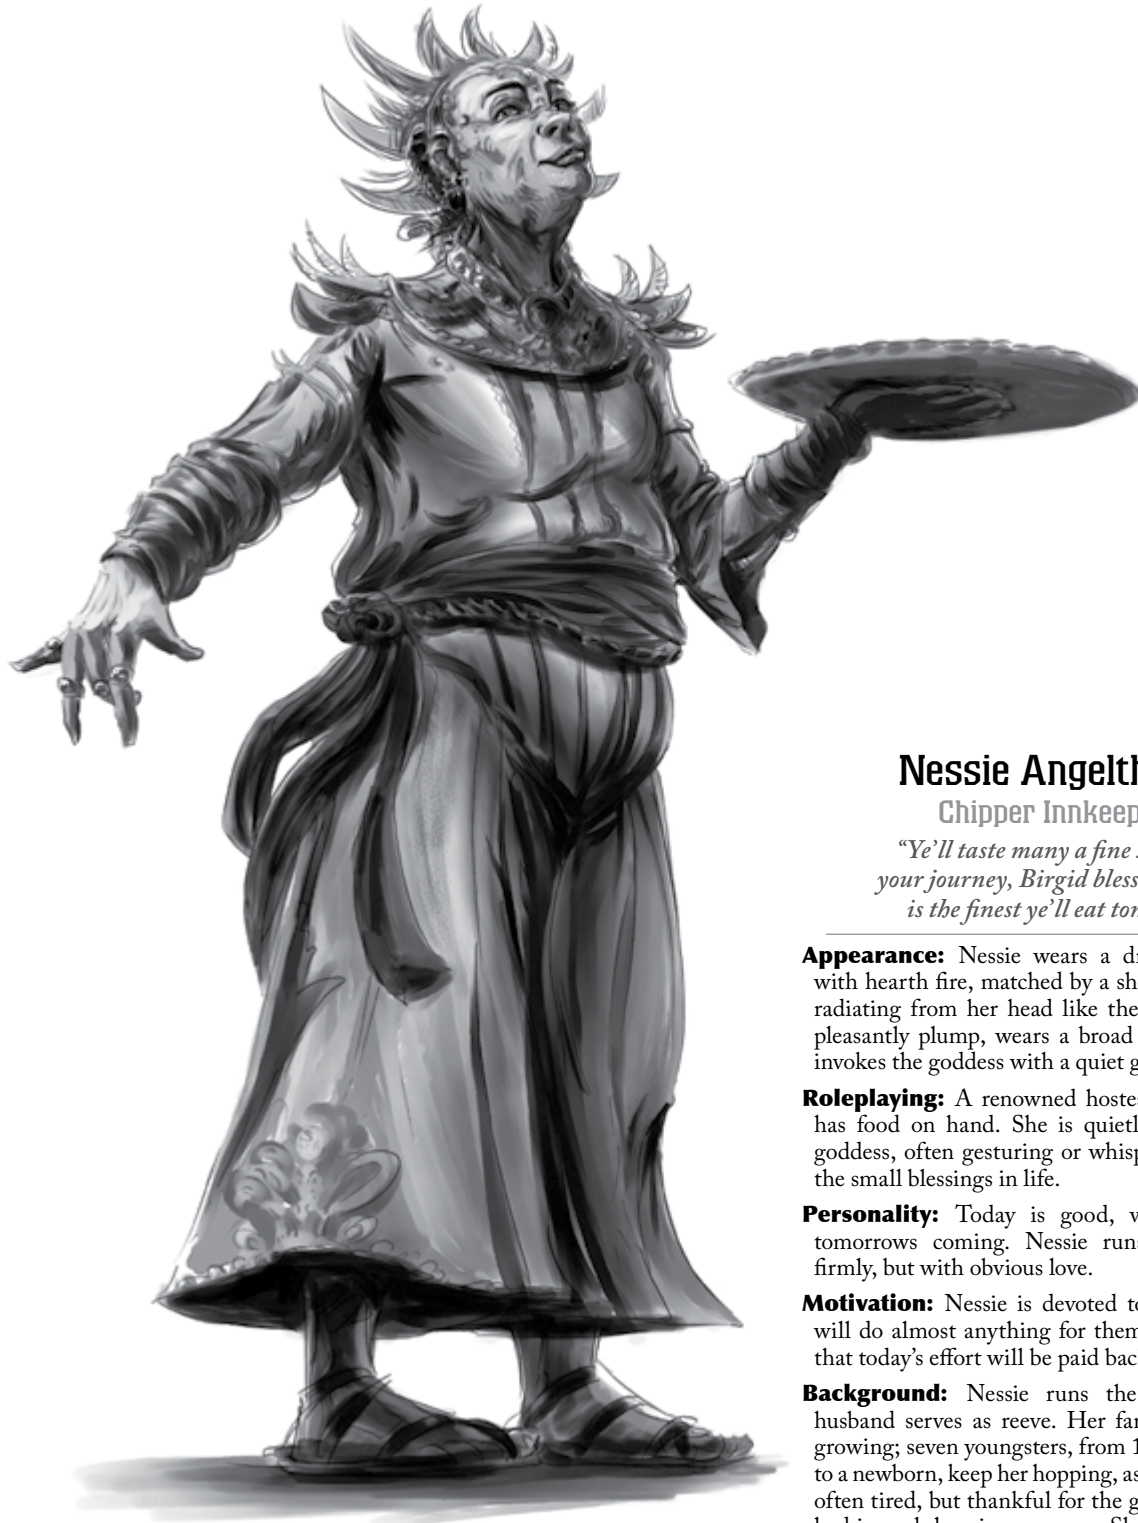 Nessie Angelth
Chipper Innkeep
“Ye’ll taste many a fine
your journey, Birgid bless
is the finest ye’ll eat ton
Appearance: Nessie wears a d
with hearth fire, matched by a sh
radiating from her head like the
pleasantly plump, wears a broad
invokes the goddess with a quiet g
Roleplaying: A renowned hostes
has food on hand. She is quietl
goddess, often gesturing or whisp
the small blessings in life.
Personality: Today is good, w
tomorrows coming. Nessie runs
firmly, but with obvious love.
Motivation: Nessie is devoted to
will do almost anything for them
that today’s effort will be paid bac
Background: Nessie runs the
husband serves as reeve. Her far
growing; seven youngsters, from 1
to a newborn, keep her hopping, as
often tired, but thankful for the g